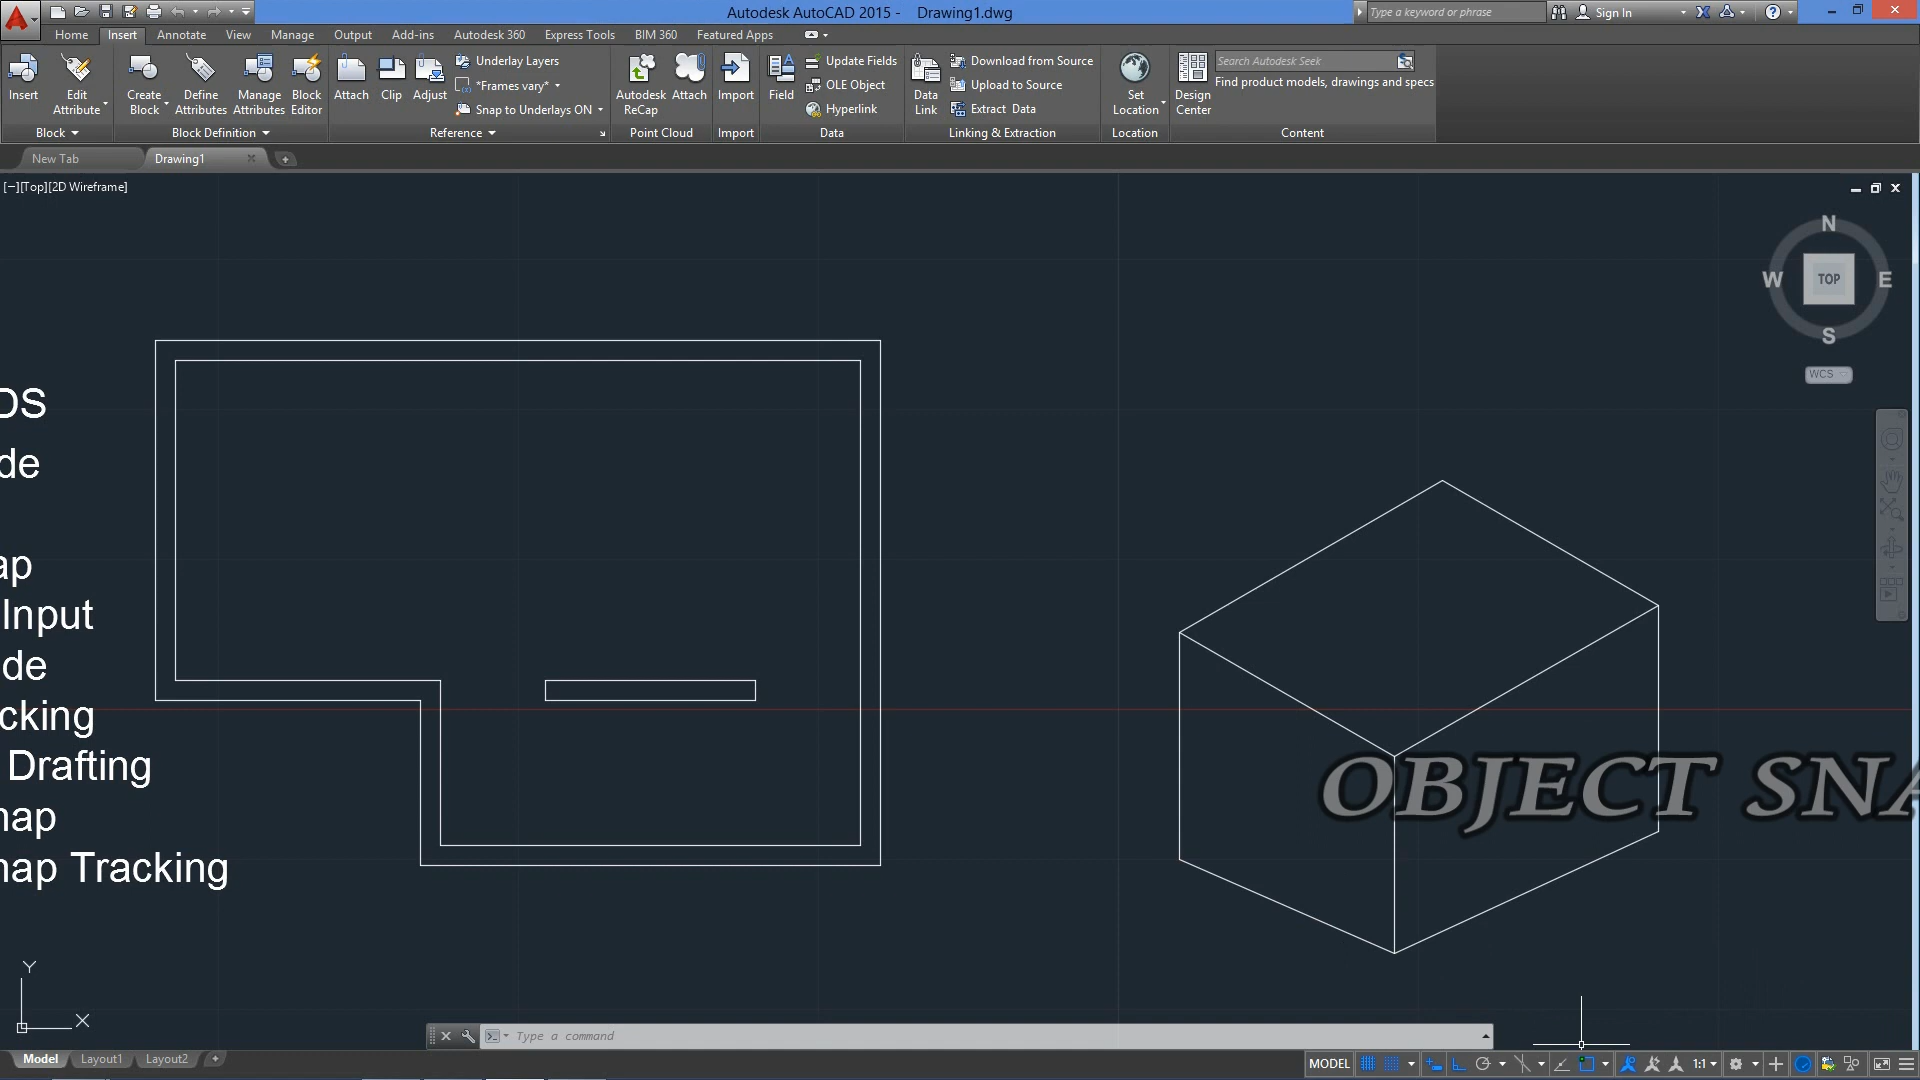 Autodesk AutoCAD 2015 -    Drawing1.dwg
Type a keyword or phrase
Sign In
Home Insert Annotate View Manage Output Add-ins Autodesk 360 Express Tools BIM 360 Featured Apps
Insert
Edit Attribute
Create Block
Define Attributes
Manage Attributes
Block Editor
Attach
Clip
Adjust
Underlay Layers
*Frames vary*
Snap to Underlays ON
Autodesk ReCap
Attach
Import
Field
Update Fields
OLE Object
Hyperlink
Data Link
Download from Source
Upload to Source
Extract  Data
Set Location
Design Center
Search Autodesk Seek
Find product models, drawings and specs
Block Block Definition Reference Point Cloud Import Data Linking & Extraction Location Content
New Tab Drawing1
[−][Top][2D Wireframe]
N
W TOP E
S
WCS
DS
de
ap
Input
de
cking
Drafting
nap
nap Tracking
OBJECT SNA
Y
X
Type a command
Model Layout1 Layout2
MODEL 1:1